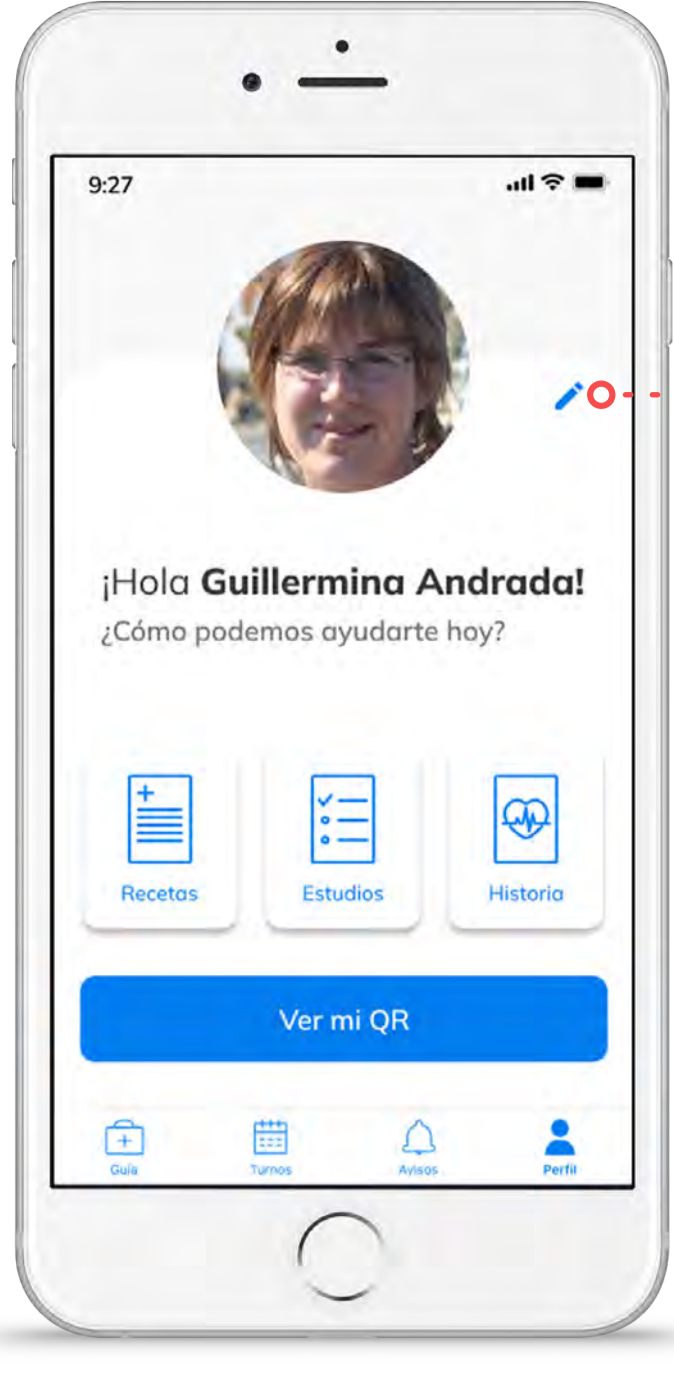 9:27
¡Hola Guillermina Andrada!
¿Cómo podemos ayudarte hoy?
Recetas Estudios Historia
Ver mi QR
Guía Turnos Avisos Perfil